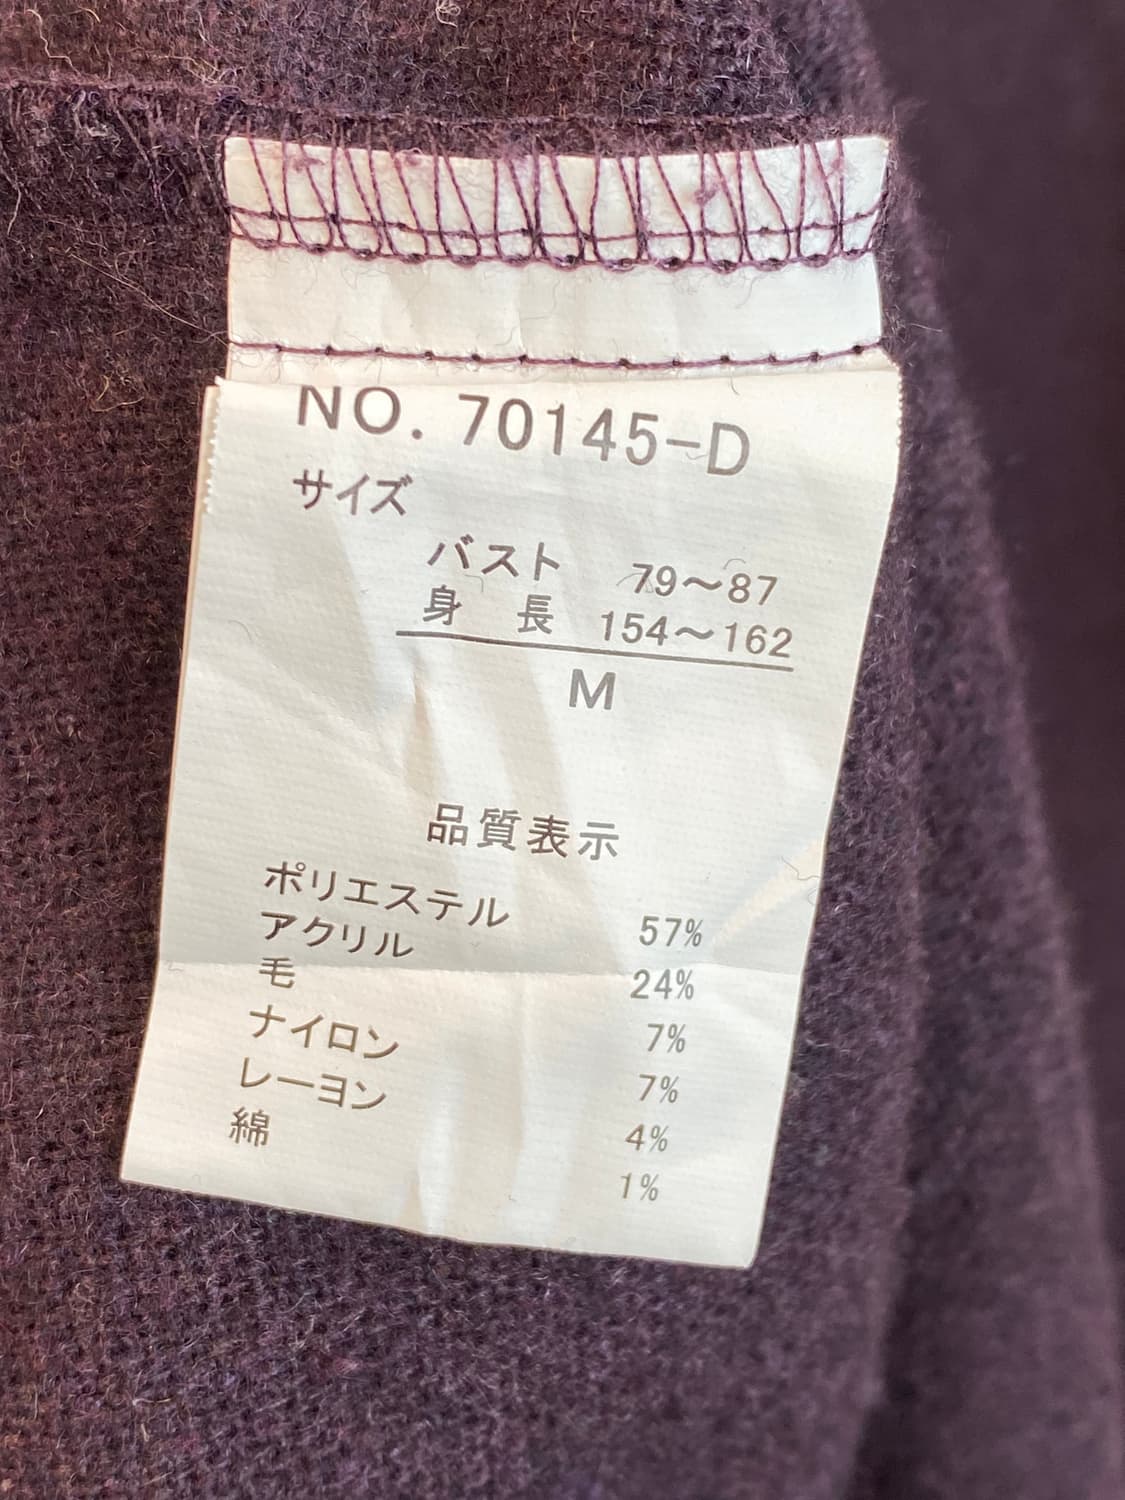 NO. 70145-D
サイズ
バスト 79～87
身 長 154～162
M
品質表示
ポリエステル 57%
アクリル 24%
毛 7%
ナイロン 7%
レーヨン 4%
綿 1%